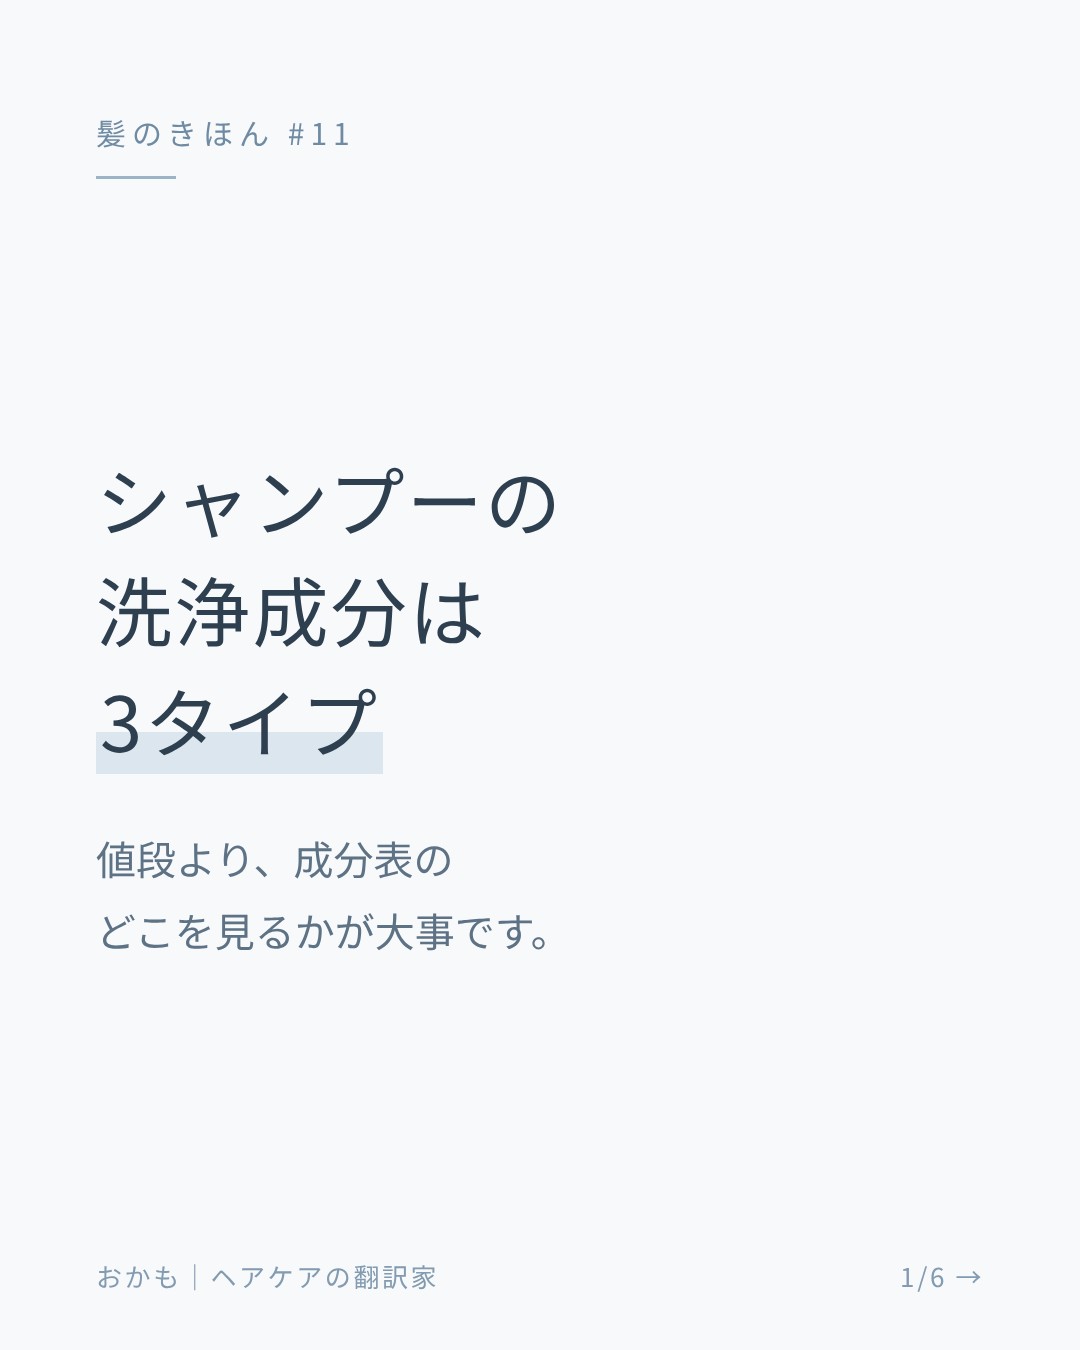 髪のきほん #11
シャンプーの
洗浄成分は
3タイプ
値段より、成分表の
どこを見るかが大事です。
おかも｜ヘアケアの翻訳家
1/6 →